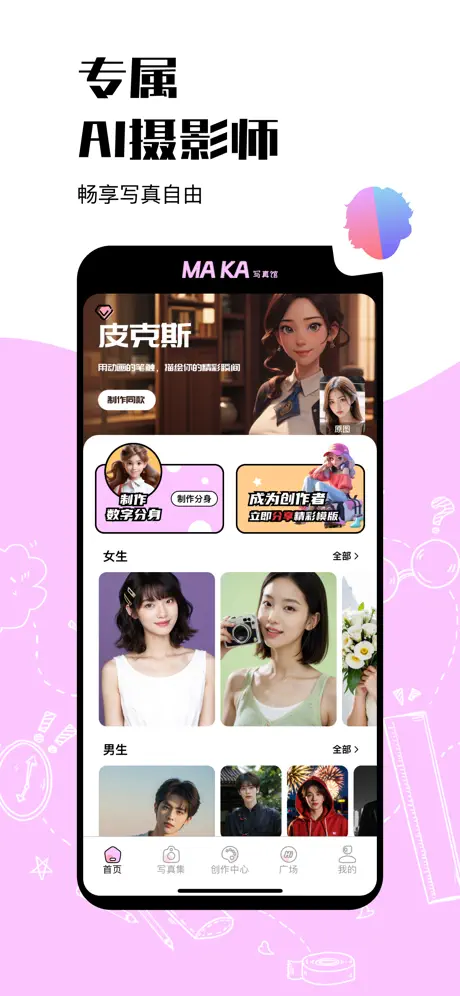 专属
AI摄影师
畅享写真自由
MA KA 写真馆
皮克斯
用动画的笔触，描绘你的精彩瞬间
制作同款
原图
制作
数字分身
制作分身
成为创作者
立即分享精彩模版
女生
全部 >
男生
全部 >
首页
写真集
创作中心
广场
我的